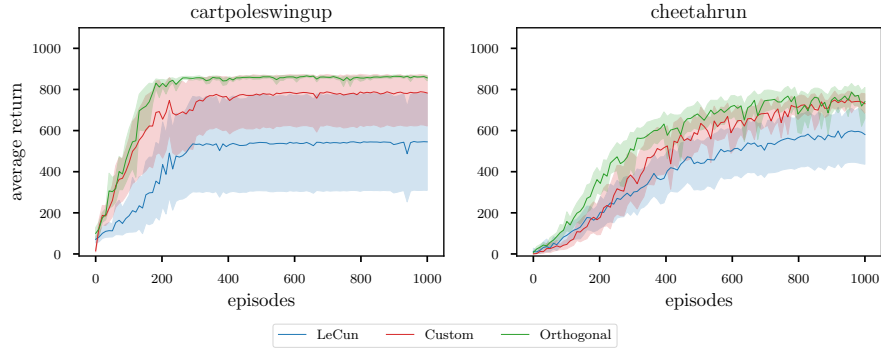 cartpoleswingup
cheetahrun
average return
1000
800
600
400
200
0
0 200 400 600 800 1000
episodes
1000
800
600
400
200
0
0 200 400 600 800 1000
episodes
LeCun Custom Orthogonal